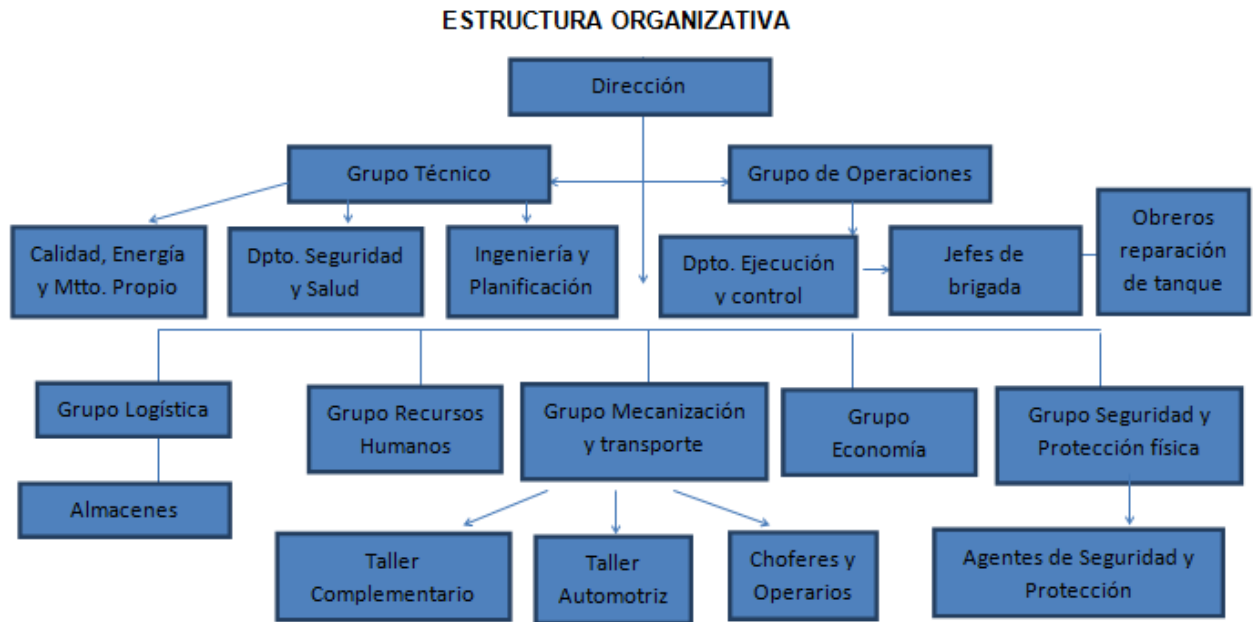 ESTRUCTURA ORGANIZATIVA
Dirección
Grupo Técnico
Grupo de Operaciones
Calidad, Energía
y Mtto. Propio
Dpto. Seguridad
y Salud
Ingeniería y
Planificación
Dpto. Ejecución
y control
Jefes de
brigada
Obreros
reparación
de tanque
Grupo Logística
Grupo Recursos
Humanos
Grupo Mecanización
y transporte
Grupo
Economía
Grupo Seguridad y
Protección física
Almacenes
Taller
Complementario
Taller
Automotriz
Choferes y
Operarios
Agentes de Seguridad y
Protección